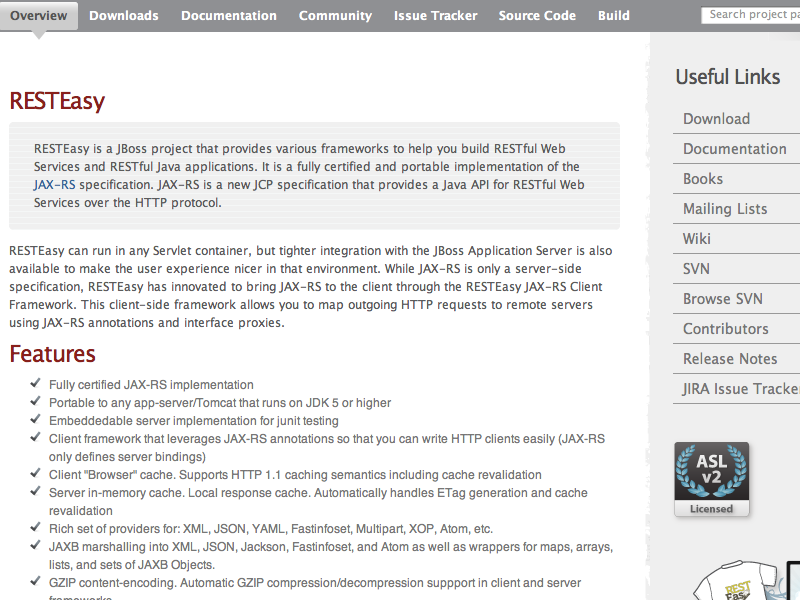 Overview Downloads Documentation Community Issue Tracker Source Code Build Search project pa
RESTEasy
RESTEasy is a JBoss project that provides various frameworks to help you build RESTful Web
Services and RESTful Java applications. It is a fully certified and portable implementation of the
JAX-RS specification. JAX-RS is a new JCP specification that provides a Java API for RESTful Web
Services over the HTTP protocol.
RESTEasy can run in any Servlet container, but tighter integration with the JBoss Application Server is also
available to make the user experience nicer in that environment. While JAX-RS is only a server-side
specification, RESTEasy has innovated to bring JAX-RS to the client through the RESTEasy JAX-RS Client
Framework. This client-side framework allows you to map outgoing HTTP requests to remote servers
using JAX-RS annotations and interface proxies.
Features
Fully certified JAX-RS implementation
Portable to any app-server/Tomcat that runs on JDK 5 or higher
Embeddedable server implementation for junit testing
Client framework that leverages JAX-RS annotations so that you can write HTTP clients easily (JAX-RS
only defines server bindings)
Client "Browser" cache. Supports HTTP 1.1 caching semantics including cache revalidation
Server in-memory cache. Local response cache. Automatically handles ETag generation and cache
revalidation
Rich set of providers for: XML, JSON, YAML, Fastinfoset, Multipart, XOP, Atom, etc.
JAXB marshalling into XML, JSON, Jackson, Fastinfoset, and Atom as well as wrappers for maps, arrays,
lists, and sets of JAXB Objects.
GZIP content-encoding. Automatic GZIP compression/decompression suppport in client and server
frameworks
Useful Links
Download
Documentation
Books
Mailing Lists
Wiki
SVN
Browse SVN
Contributors
Release Notes
JIRA Issue Tracker
ASL
v2
Licensed
REST
Easy